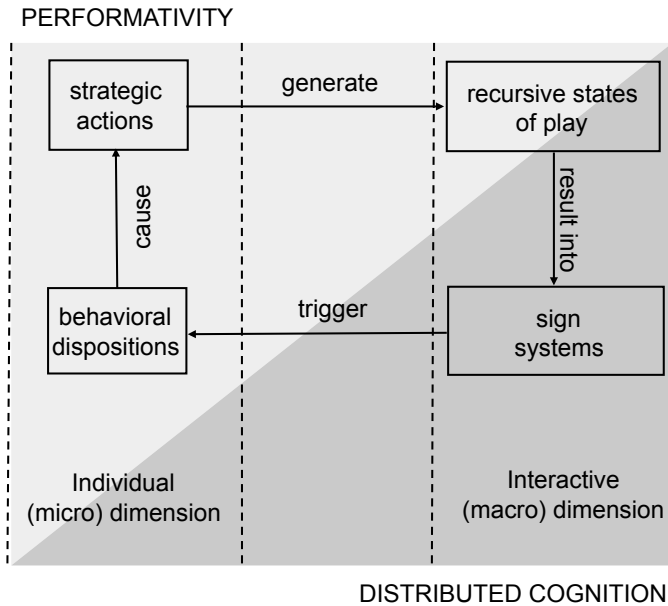 PERFORMATIVITY
strategic
actions
generate
recursive states
of play
cause
result into
behavioral
dispositions
trigger
sign
systems
Individual
(micro) dimension
Interactive
(macro) dimension
DISTRIBUTED COGNITION